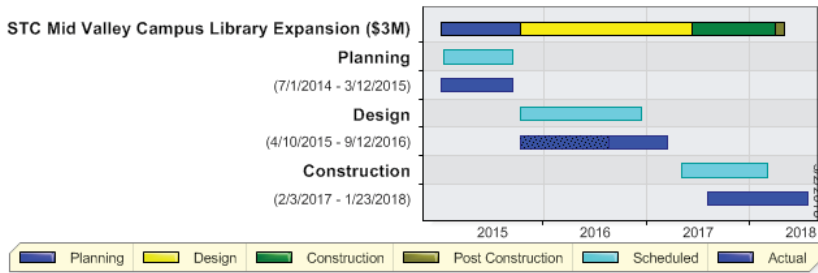 STC Mid Valley Campus Library Expansion ($3M)
Planning
(7/1/2014 - 3/12/2015)
Design
(4/10/2015 - 9/12/2016)
Construction
(2/3/2017 - 1/23/2018)
2015 2016 2017 2018
Planning Design Construction Post Construction Scheduled Actual